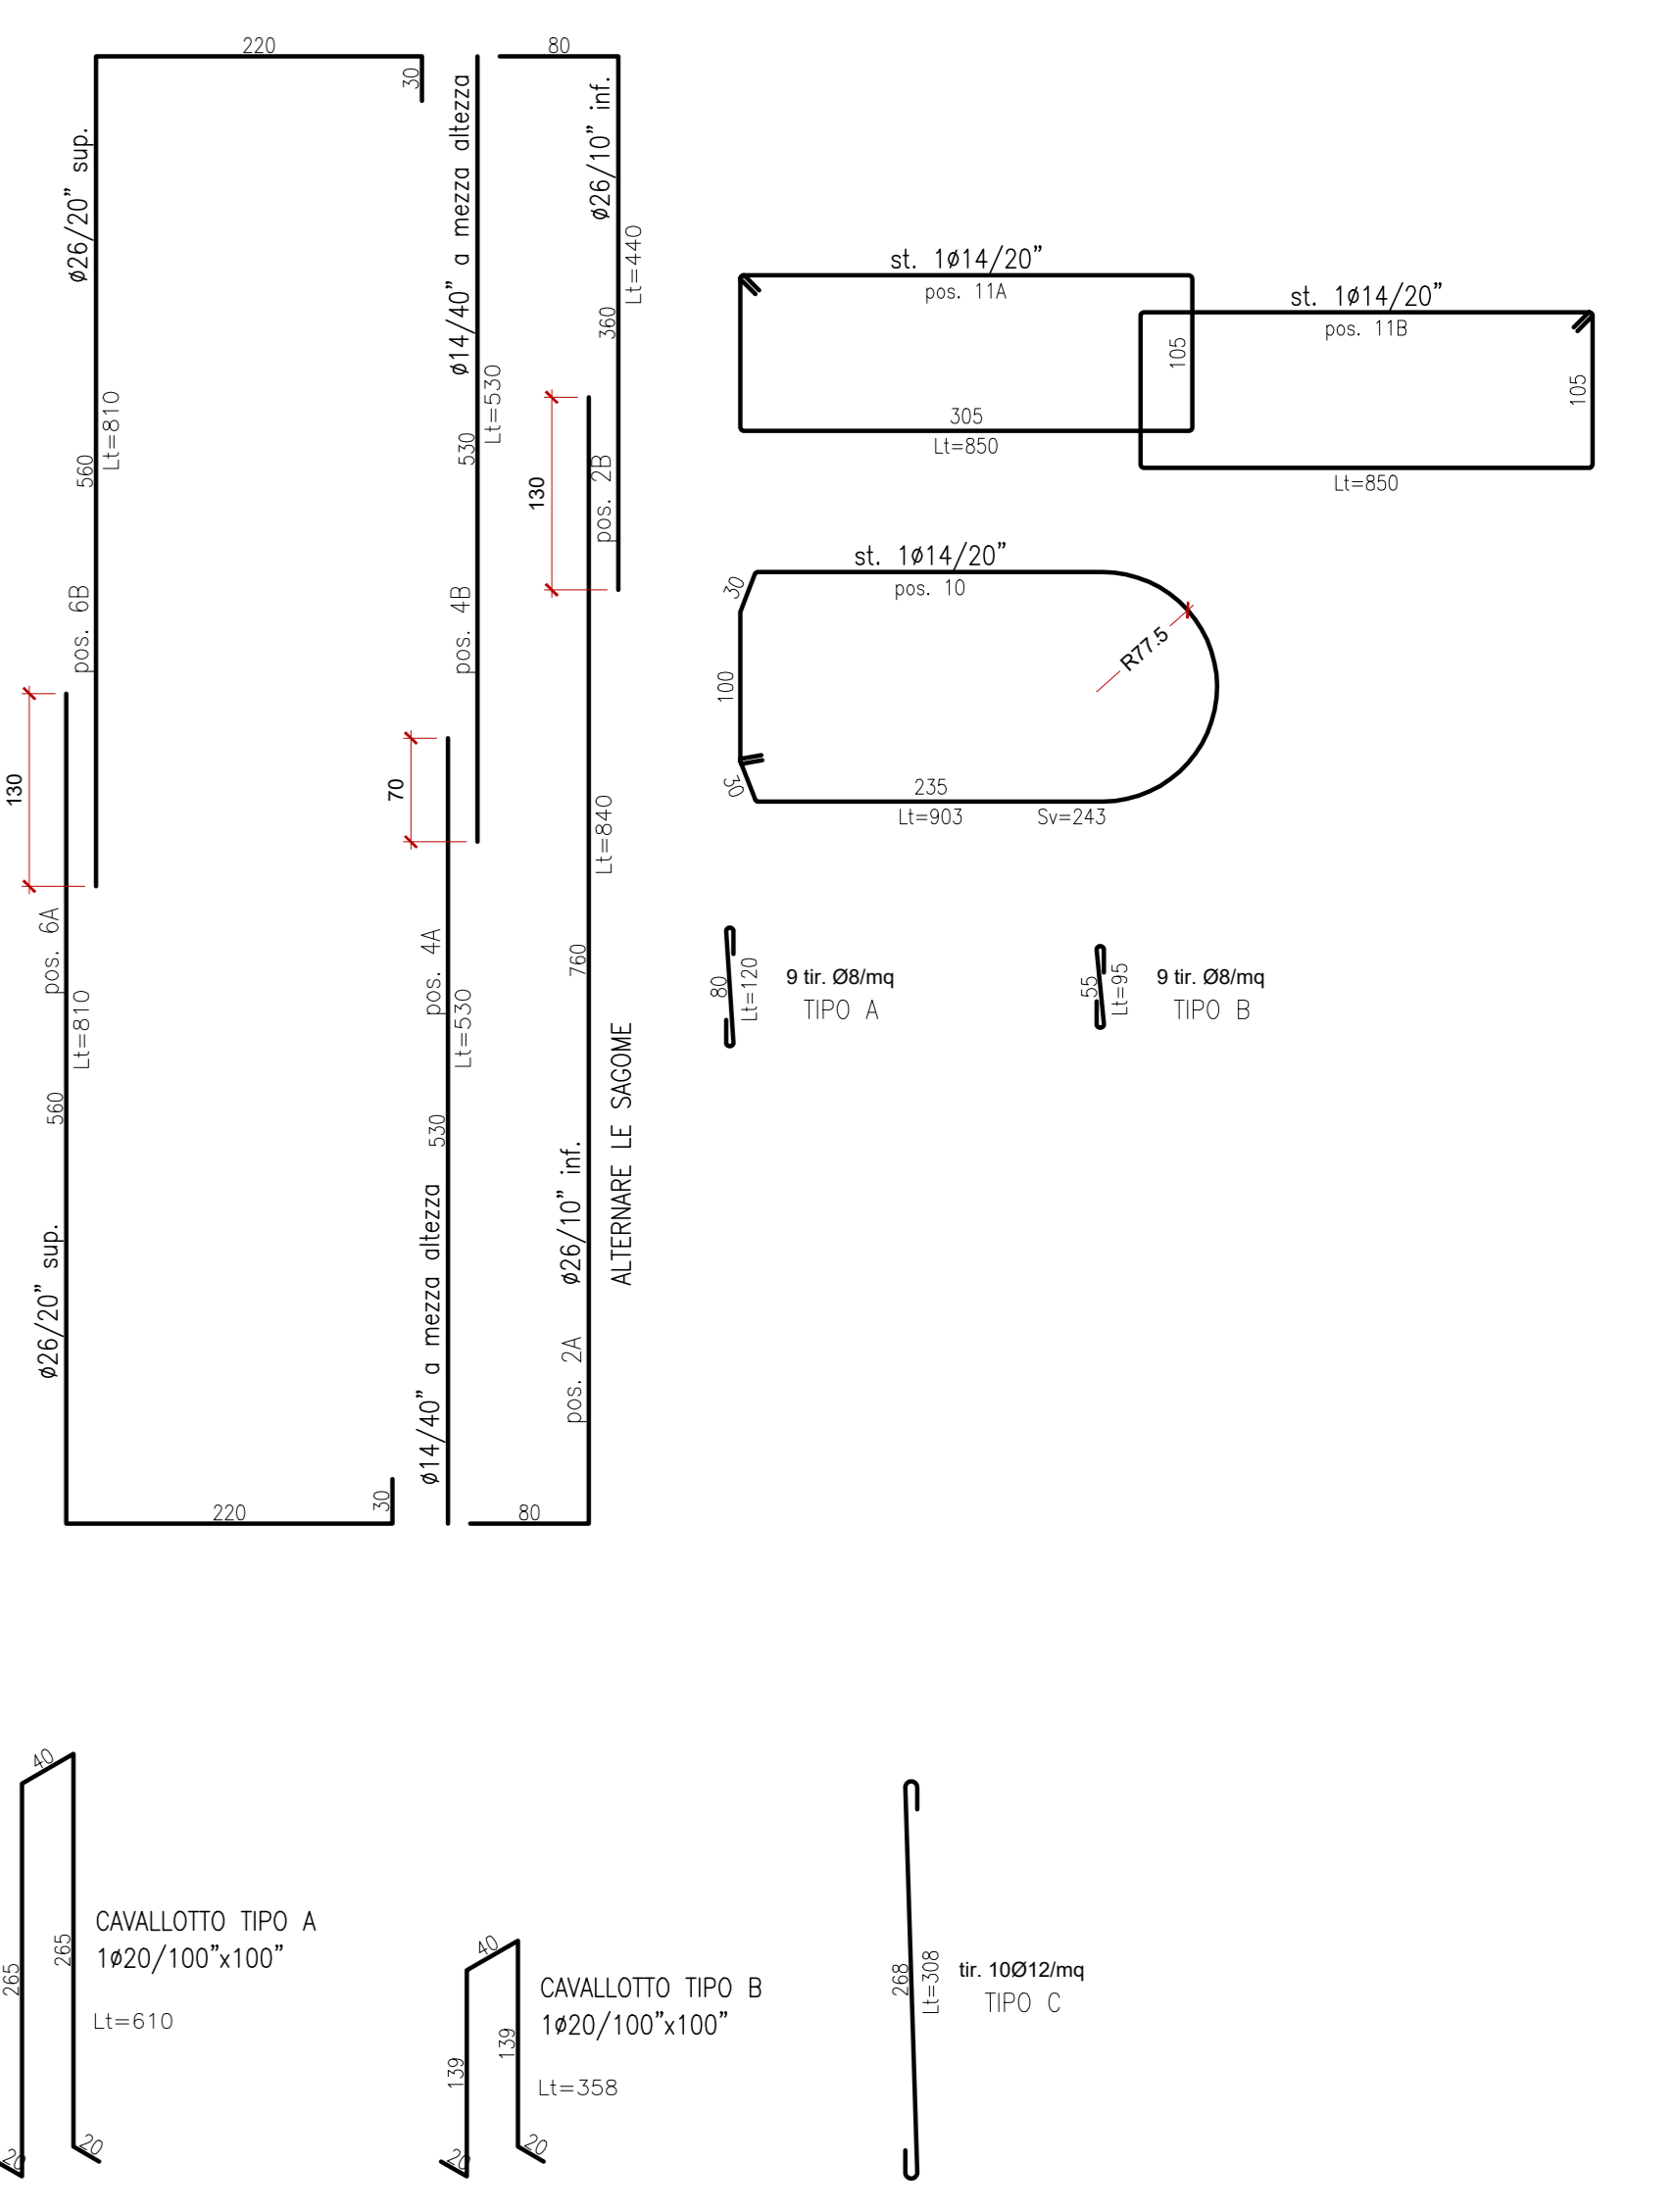 220
30
ø26/20” sup.
560
Lt=810
pos. 6B
130
pos. 6A
Lt=810
560
ø26/20” sup.
220
30
ø14/40” a mezza altezza
530
Lt=530
pos. 4B
70
pos. 4A
Lt=530
530
ø14/40” a mezza altezza
80
ø26/10” inf.
Lt=440
360
130
pos. 2B
Lt=840
760
ø26/10” inf.
pos. 2A
80
ALTERNARE LE SAGOME
st. 1ø14/20”
pos. 11A
105
305
Lt=850
st. 1ø14/20”
pos. 11B
105
Lt=850
st. 1ø14/20”
pos. 10
30
100
30
R77.5
235
Lt=903
Sv=243
80
Lt=120
9 tir. Ø8/mq
TIPO A
55
Lt=95
9 tir. Ø8/mq
TIPO B
40
265
265
CAVALLOTTO TIPO A
1ø20/100”x100”
Lt=610
20
20
40
139
139
CAVALLOTTO TIPO B
1ø20/100”x100”
Lt=358
20
20
268
Lt=308
tir. 10Ø12/mq
TIPO C